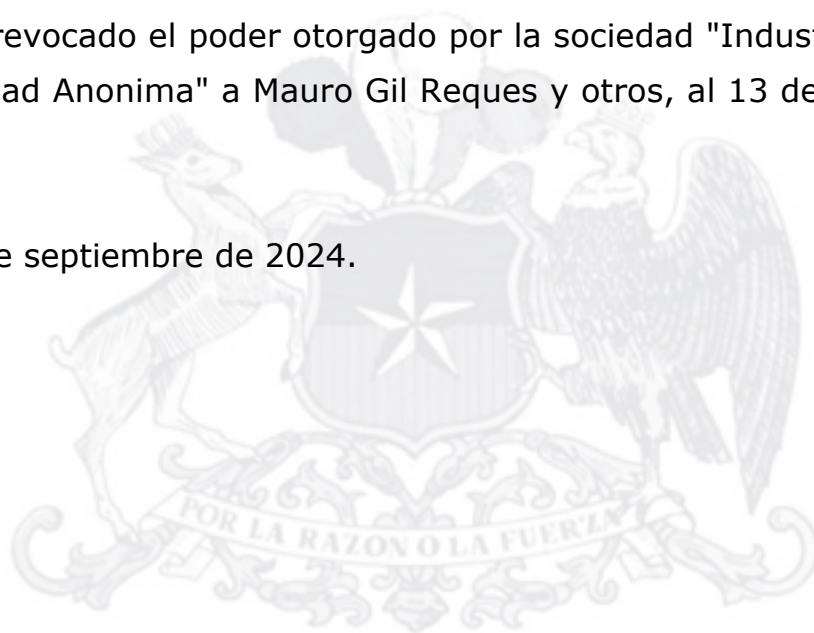 revocado el poder otorgado por la sociedad "Indust
ad Anonima" a Mauro Gil Reques y otros, al 13 de
e septiembre de 2024.
POR LA RAZON O LA FUERZA